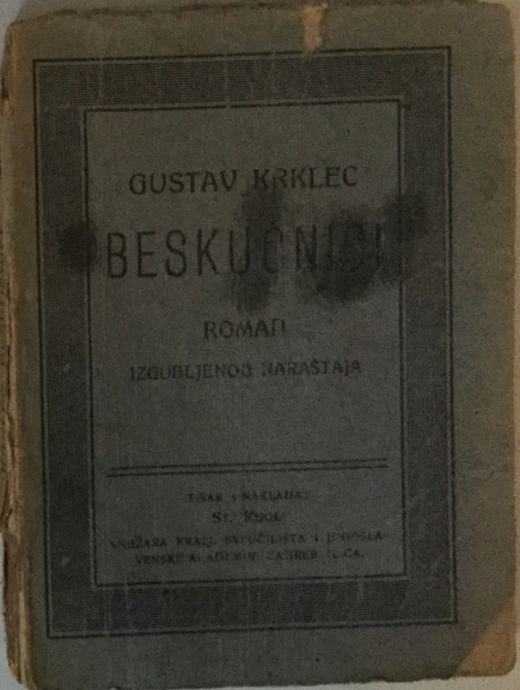 GUSTAV KRKLEC
BESKUĆNICI
ROMAN
IZGUBLJENOG NARAŠTAJA
TISAK I NAKLADA:
ST. KUGLI
KNJIŽARA KRALJ. SVEUČILIŠTA I JUGOSLA-
VENSKE AKADEMIJE ZAGREB ILICA.